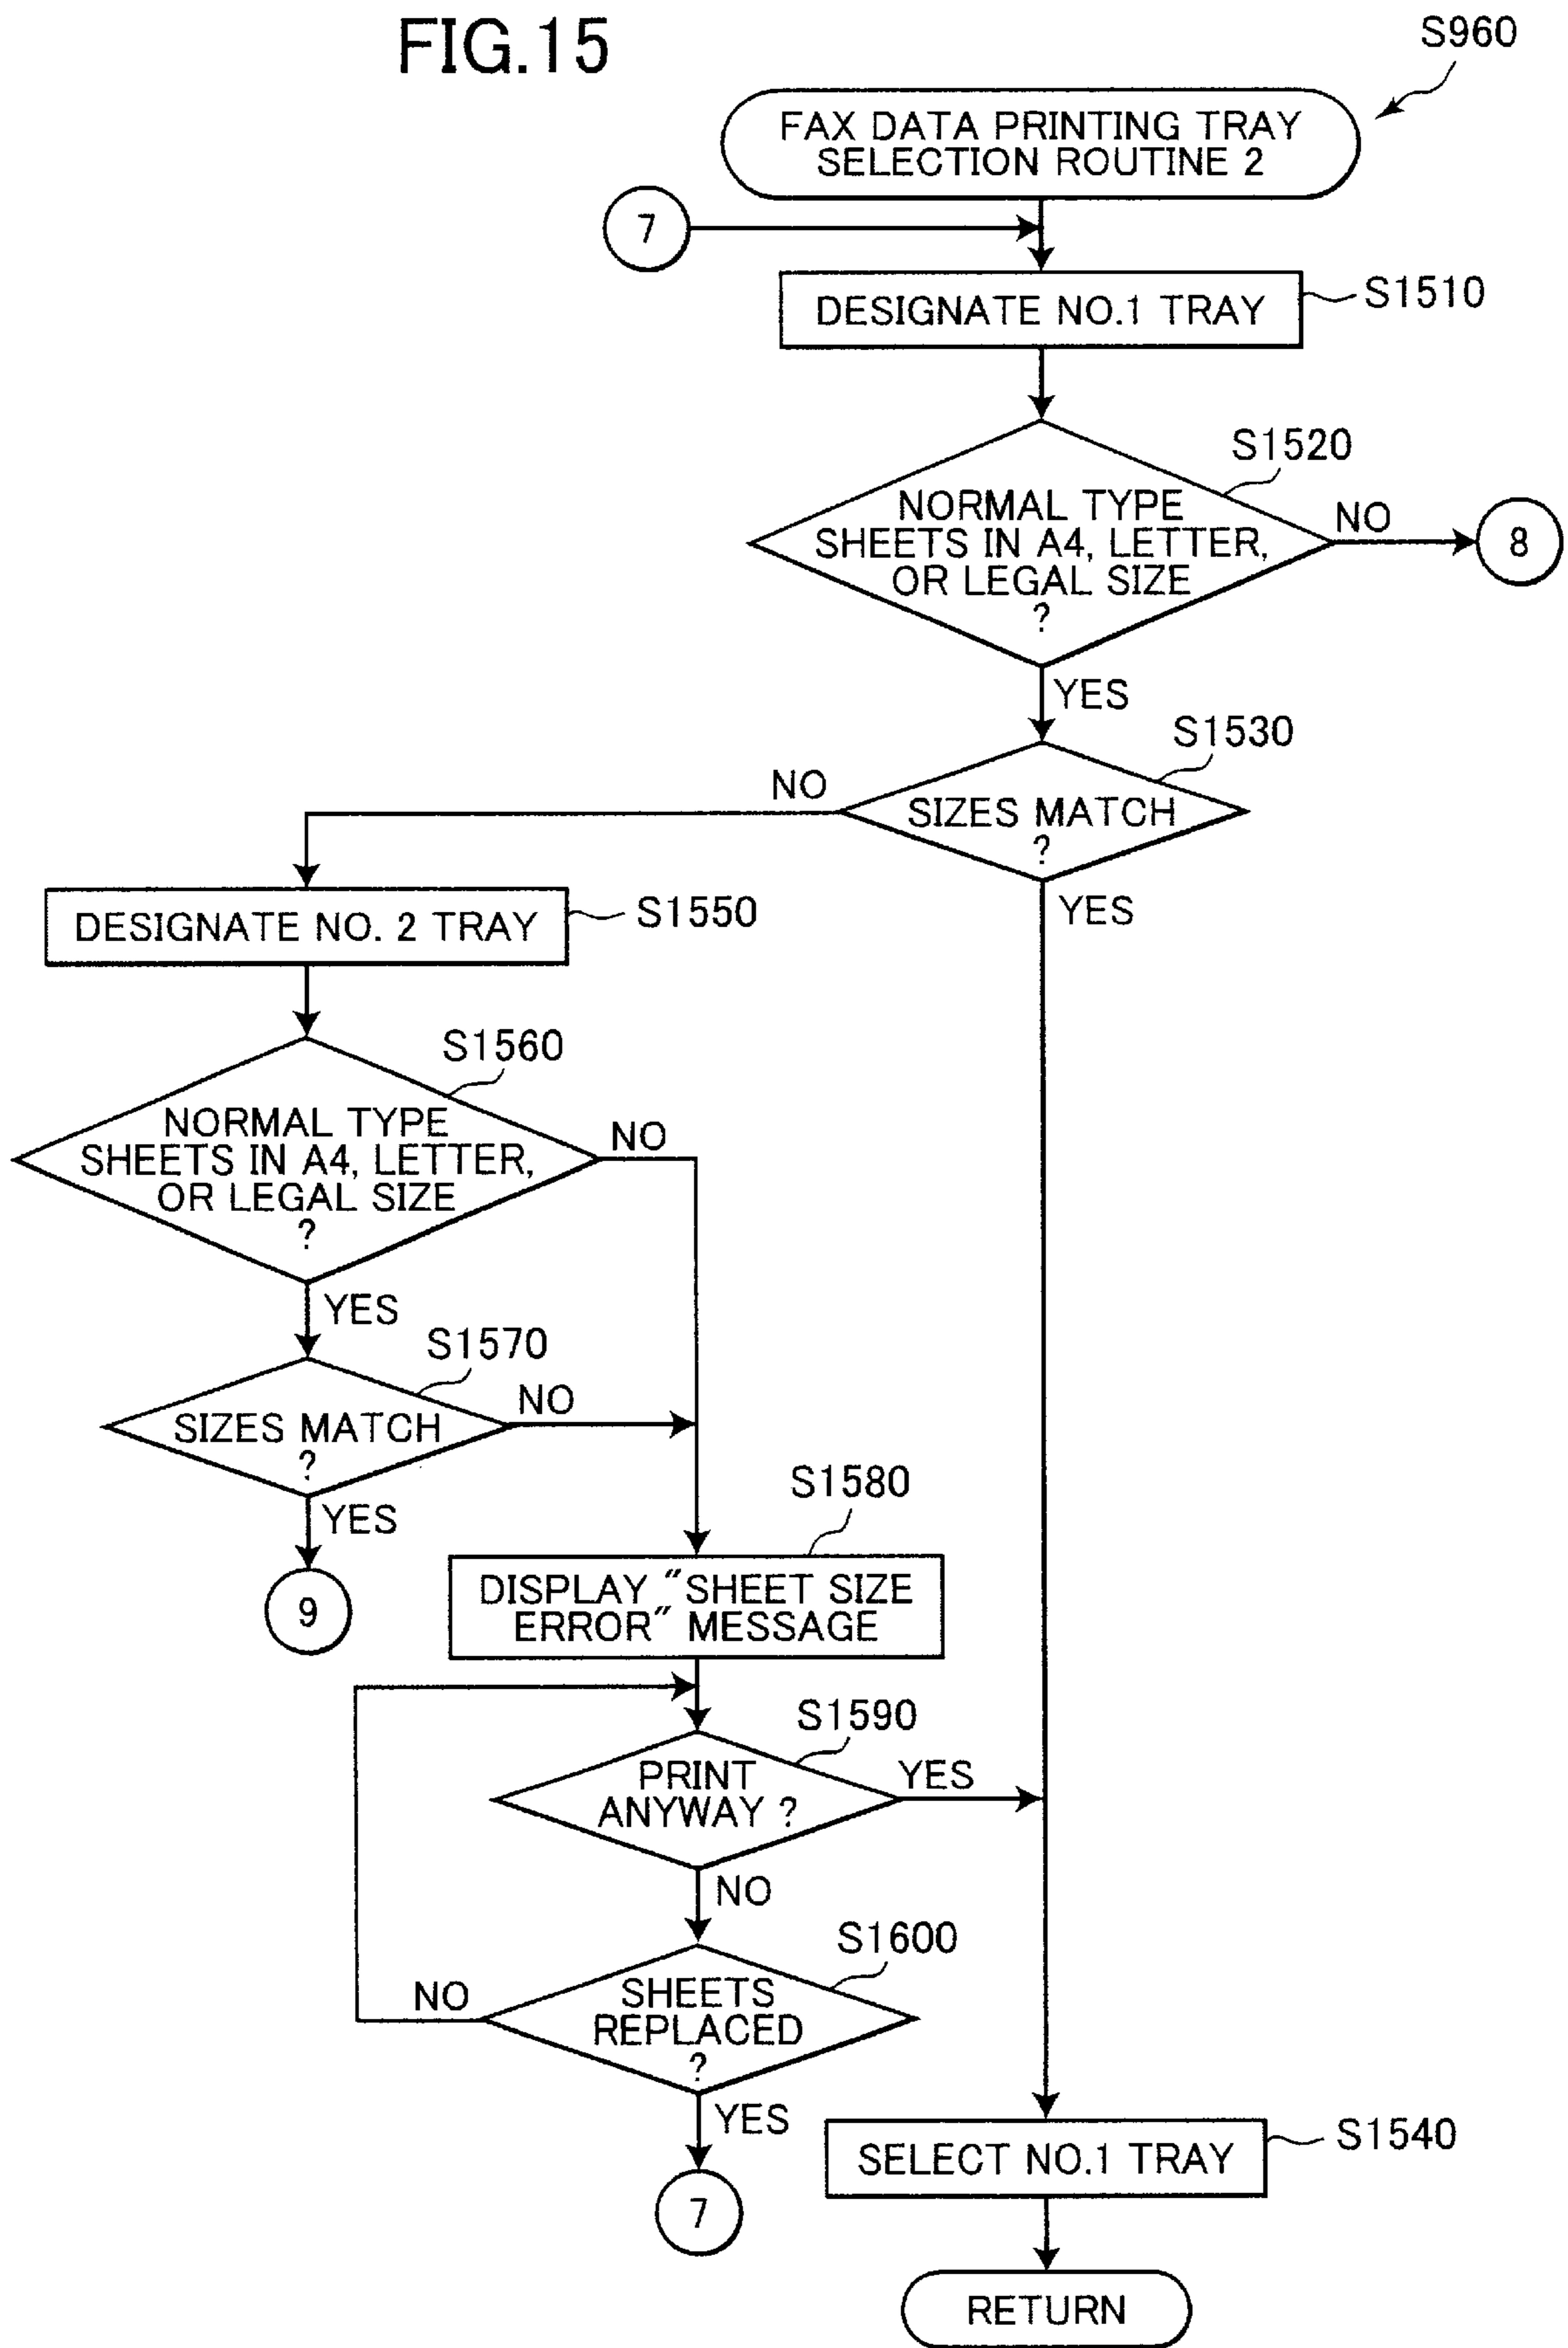 FIG.15
S960
FAX DATA PRINTING TRAY
SELECTION ROUTINE 2
7
DESIGNATE NO.1 TRAY
S1510
S1520
NORMAL TYPE
SHEETS IN A4, LETTER,
OR LEGAL SIZE
?
NO
8
YES
S1530
NO
SIZES MATCH
?
YES
DESIGNATE NO. 2 TRAY
S1550
S1560
NORMAL TYPE
SHEETS IN A4, LETTER,
OR LEGAL SIZE
?
NO
YES
S1570
SIZES MATCH
?
NO
YES
9
S1580
DISPLAY "SHEET SIZE
ERROR" MESSAGE
S1590
PRINT
ANYWAY ?
YES
NO
S1600
SHEETS
REPLACED
?
NO
YES
7
SELECT NO.1 TRAY
S1540
RETURN